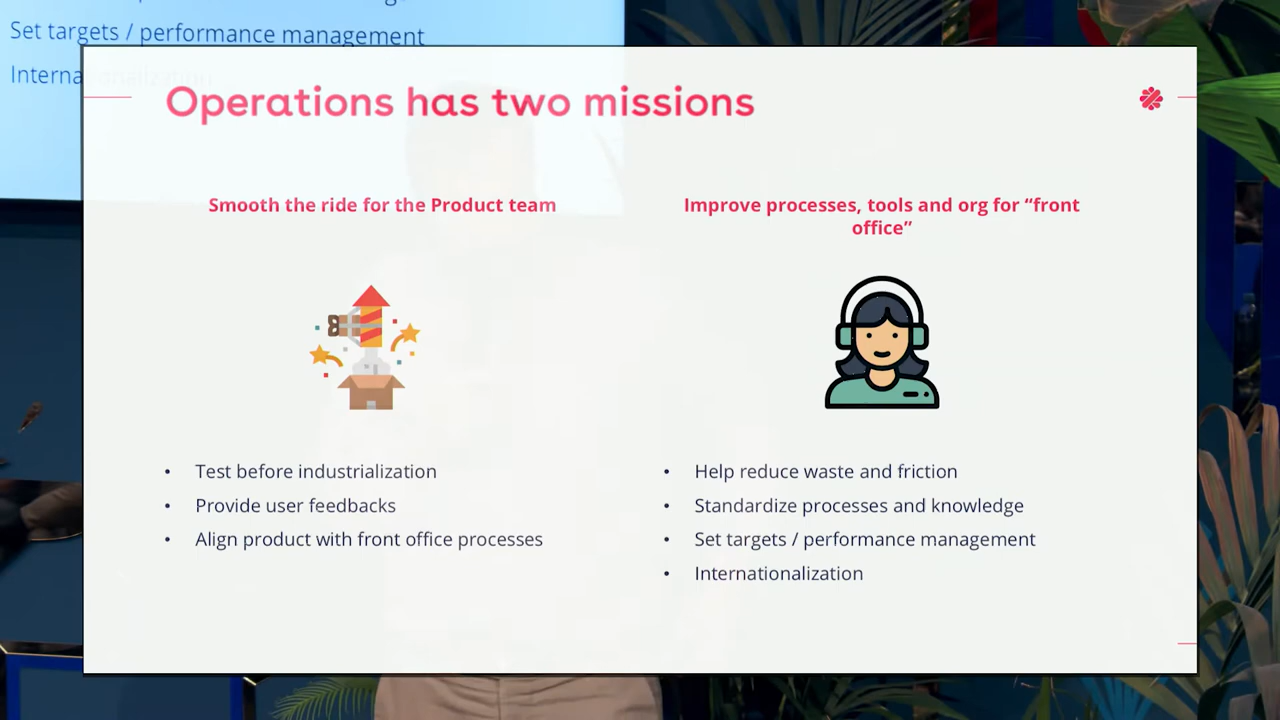 Set targets / performance management
Internationalization
Operations has two missions
Smooth the ride for the Product team
Improve processes, tools and org for “front
office”
• Test before industrialization
• Provide user feedbacks
• Align product with front office processes
• Help reduce waste and friction
• Standardize processes and knowledge
• Set targets / performance management
• Internationalization